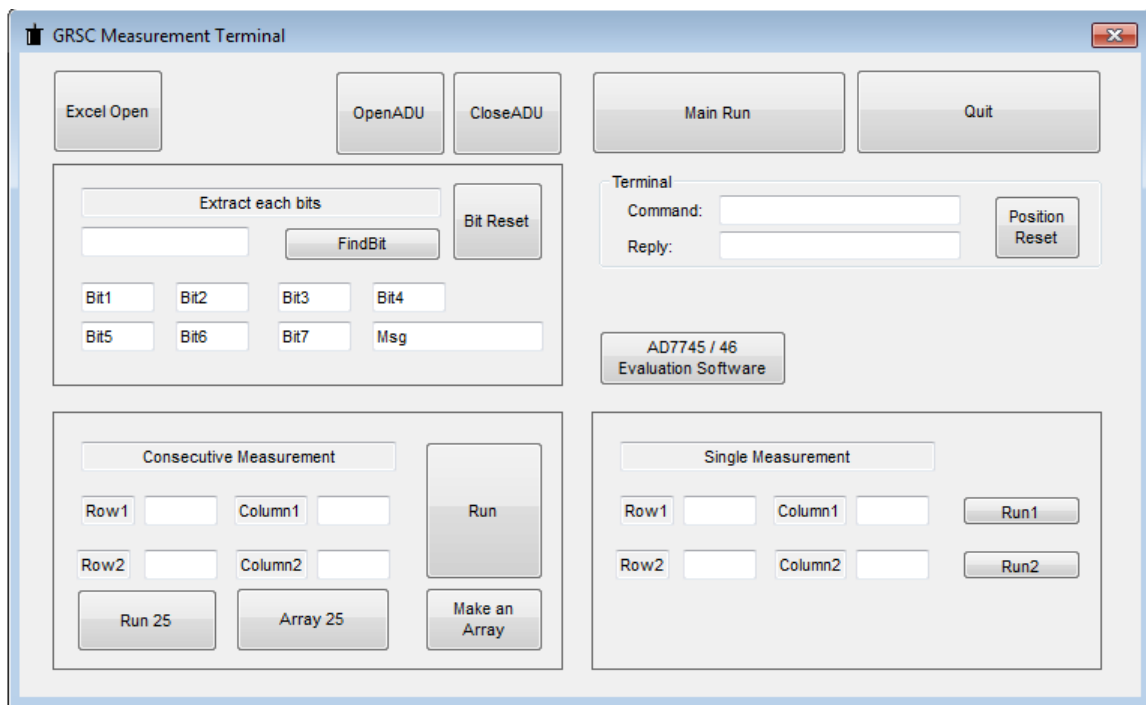 GRSC Measurement Terminal
Excel Open
OpenADU
CloseADU
Main Run
Quit
Extract each bits
Bit Reset
FindBit
Bit1
Bit2
Bit3
Bit4
Bit5
Bit6
Bit7
Msg
Terminal
Command:
Reply:
Position
Reset
AD7745 / 46
Evaluation Software
Consecutive Measurement
Row1
Column1
Run
Row2
Column2
Run 25
Array 25
Make an
Array
Single Measurement
Row1
Column1
Run1
Row2
Column2
Run2